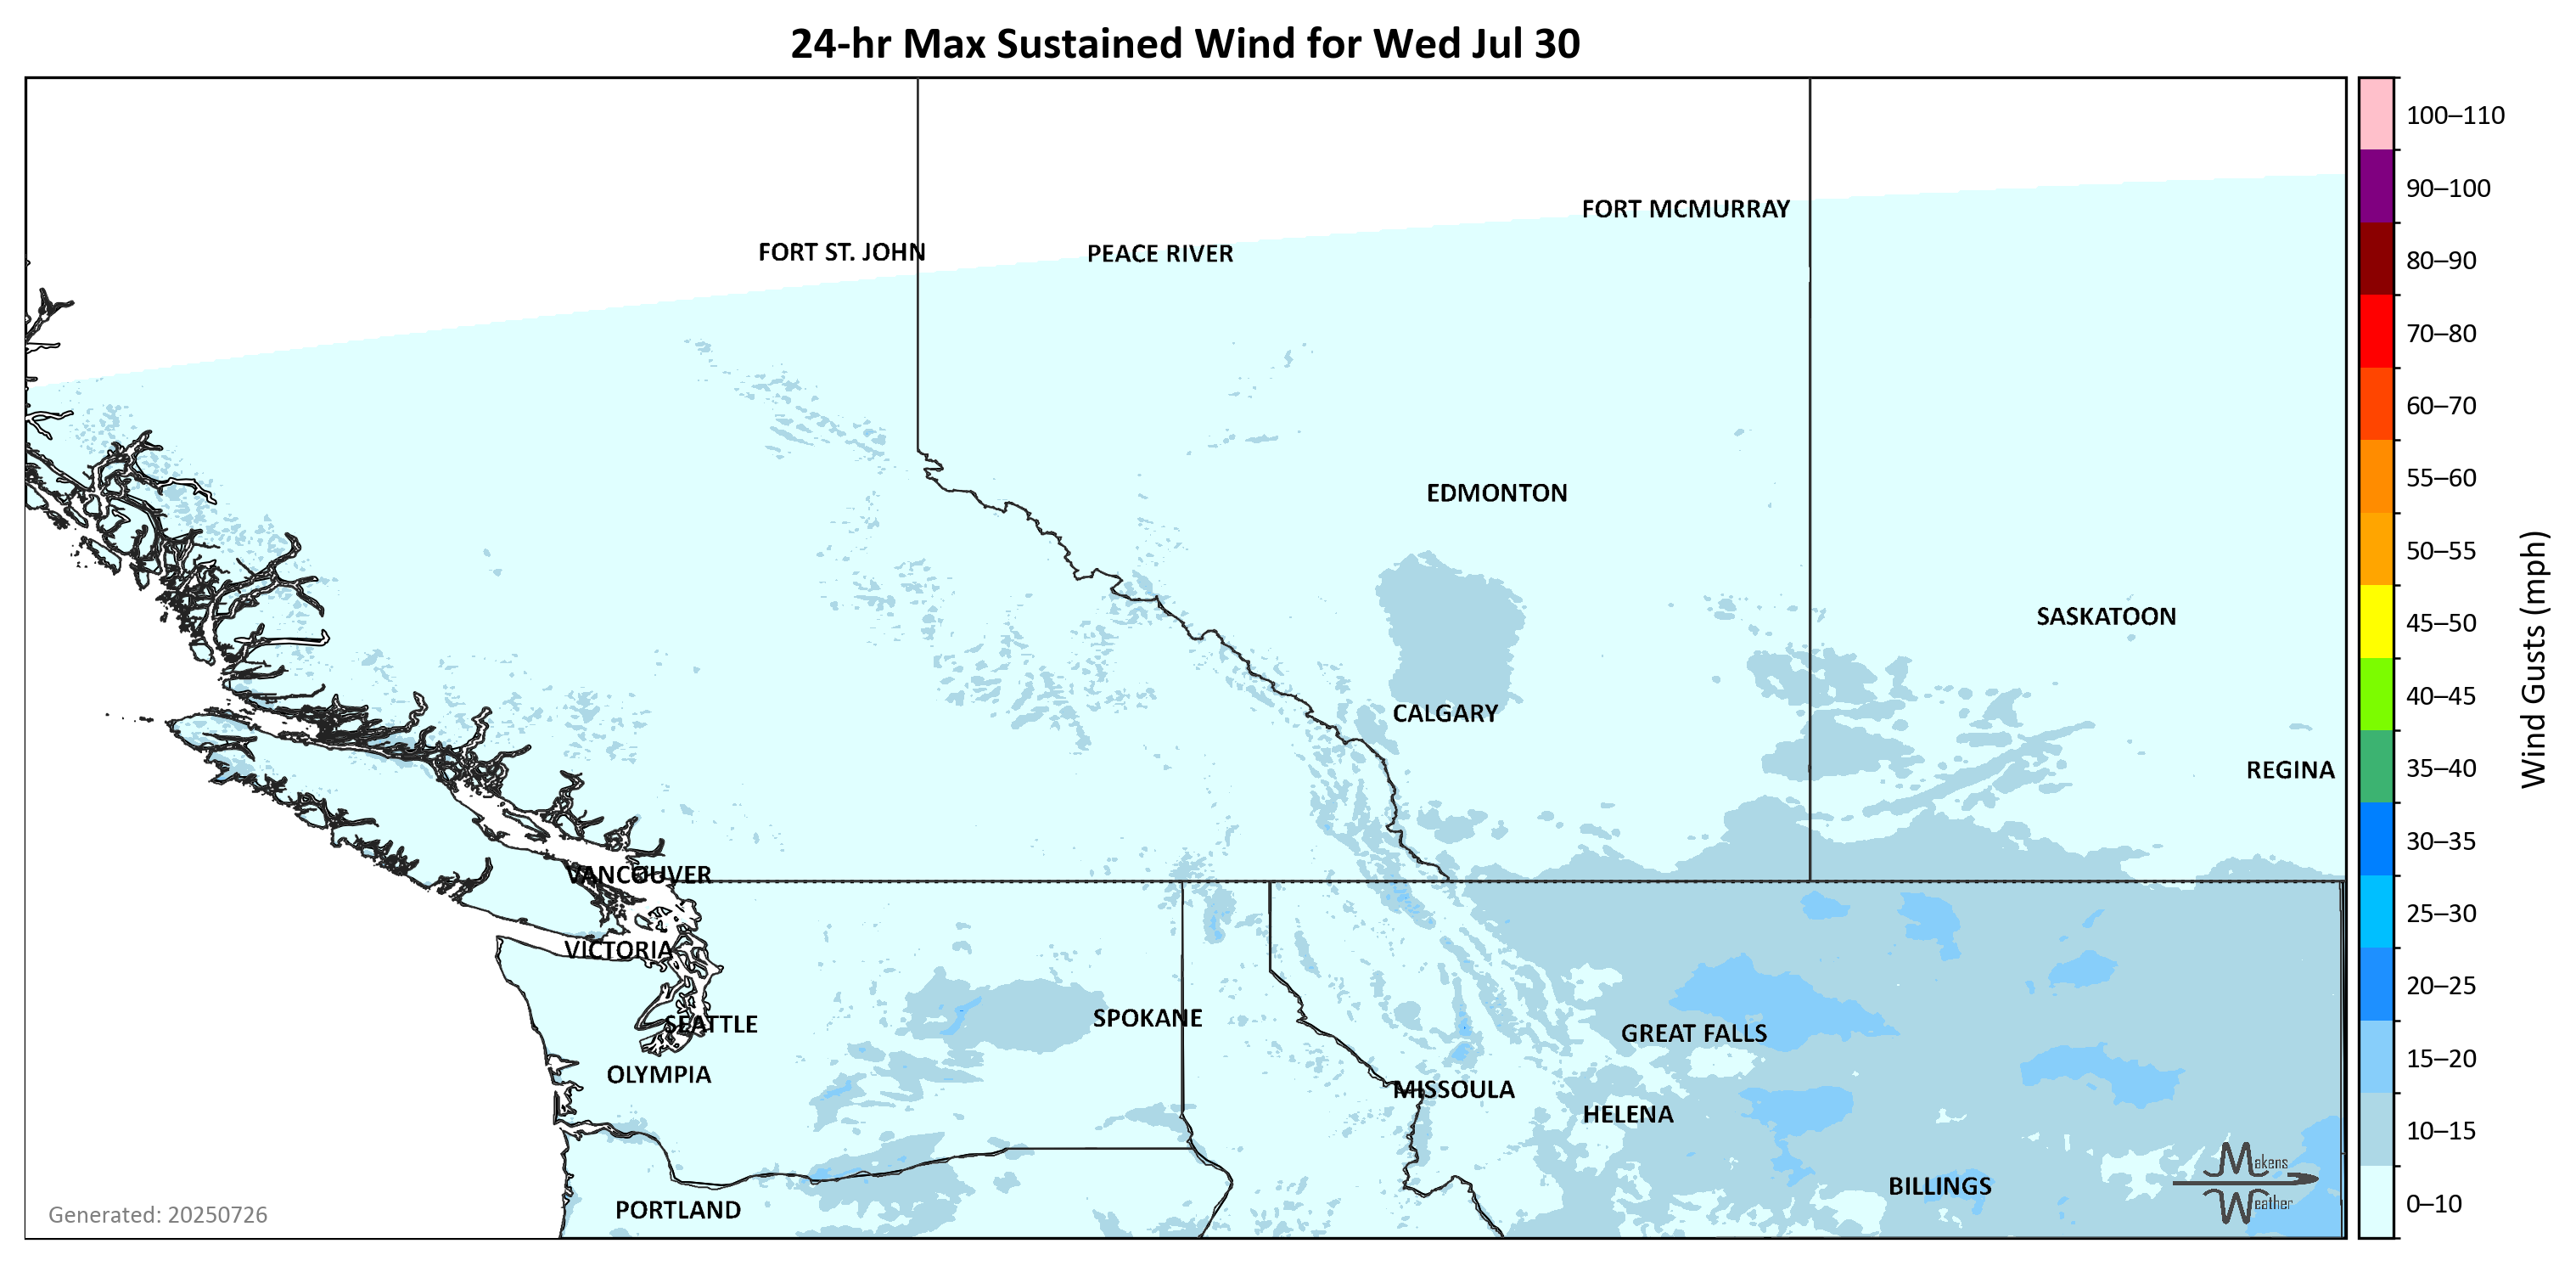 24-hr Max Sustained Wind for Wed Jul 30
FORT MCMURRAY
FORT ST. JOHN
PEACE RIVER
EDMONTON
SASKATOON
CALGARY
REGINA
VANCOUVER
VICTORIA
SEATTLE
SPOKANE
GREAT FALLS
OLYMPIA
MISSOULA
HELENA
BILLINGS
PORTLAND
Makens
Weather
Generated: 20250726
100–110
90–100
80–90
70–80
60–70
55–60
50–55
45–50
40–45
35–40
30–35
25–30
20–25
15–20
10–15
0–10
Wind Gusts (mph)